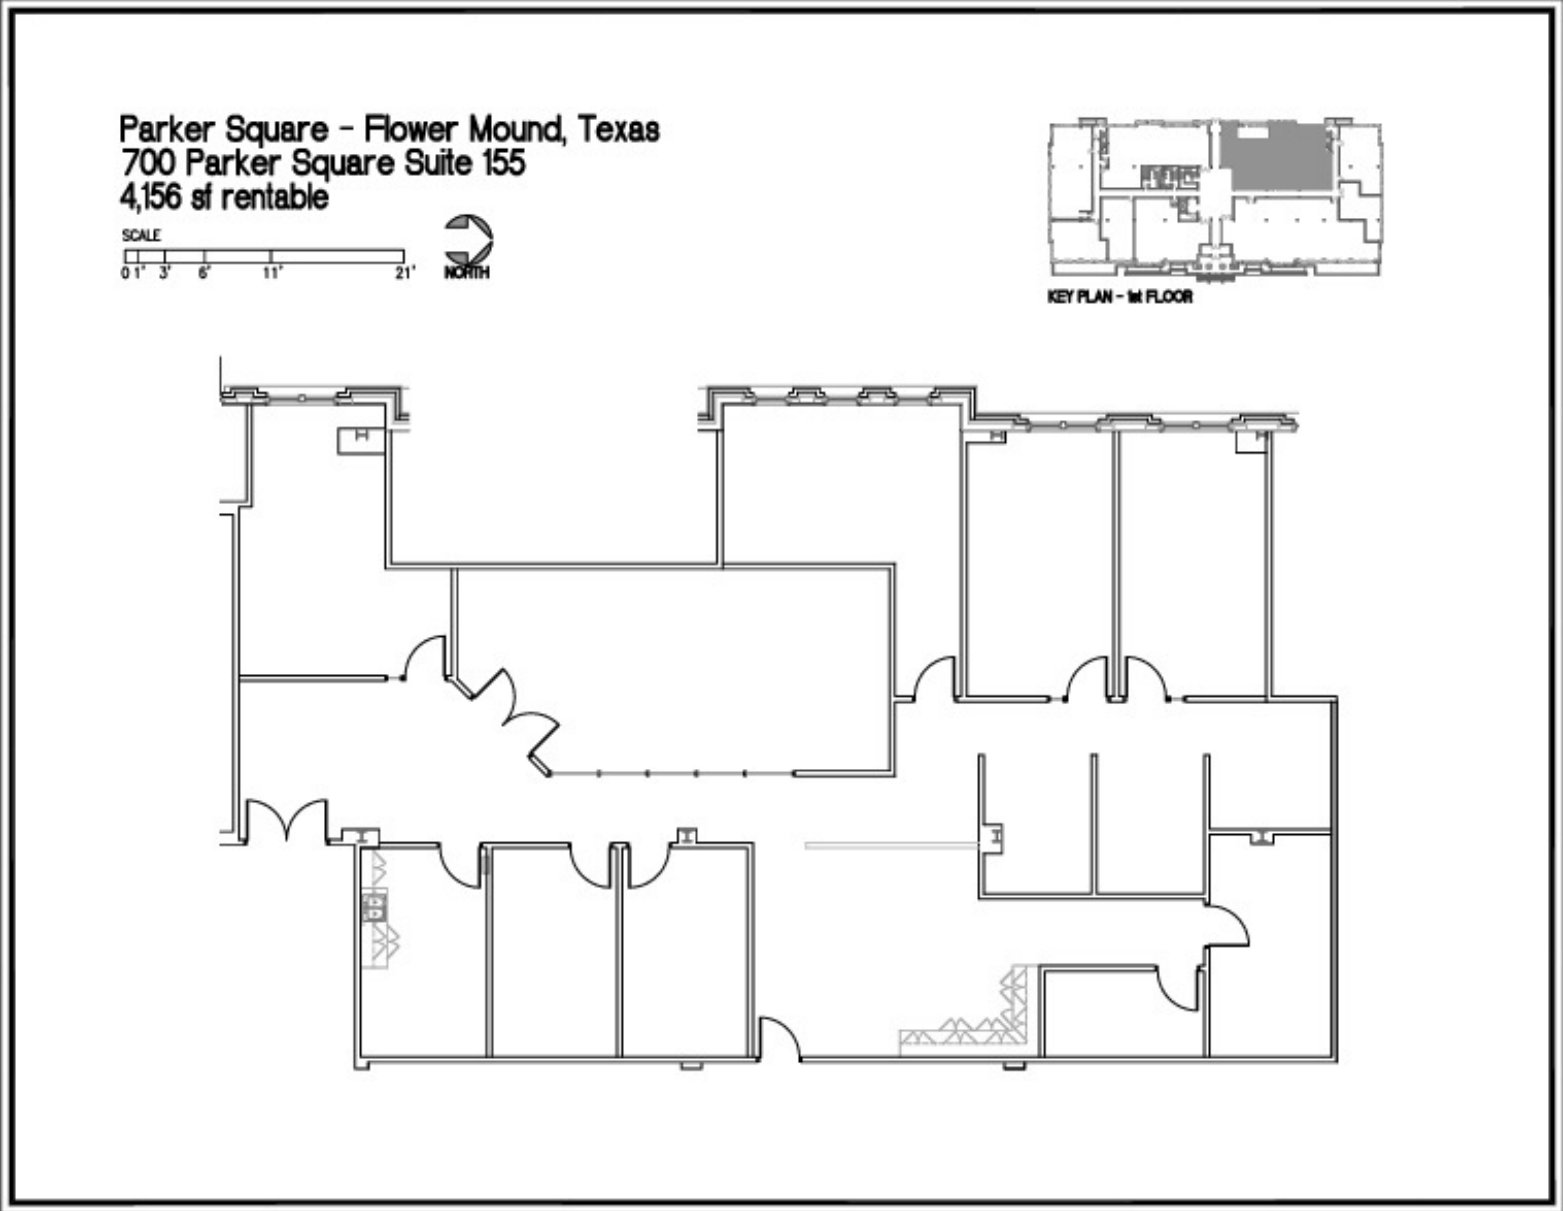 Parker Square - Flower Mound, Texas
700 Parker Square Suite 155
4,156 sf rentable
SCALE
0 1' 3' 6' 11' 21'
NORTH
KEY PLAN - 1st FLOOR